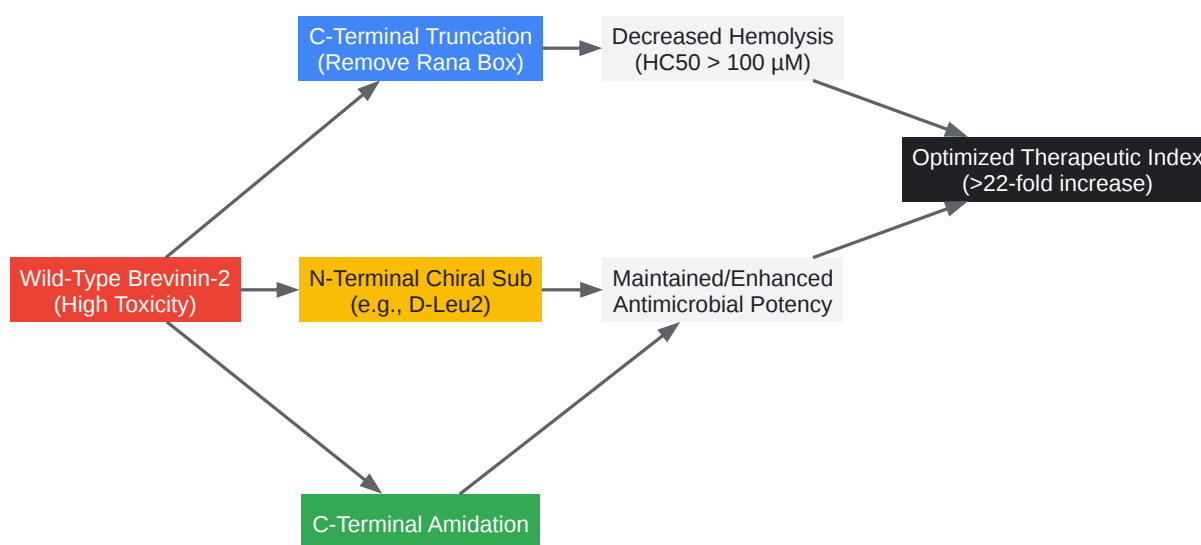 C-Terminal Truncation
(Remove Rana Box)
Decreased Hemolysis
(HC50 > 100 µM)
Optimized Therapeutic Index
(>22-fold increase)
Wild-Type Brevinin-2
(High Toxicity)
N-Terminal Chiral Sub
(e.g., D-Leu2)
Maintained/Enhanced
Antimicrobial Potency
C-Terminal Amidation